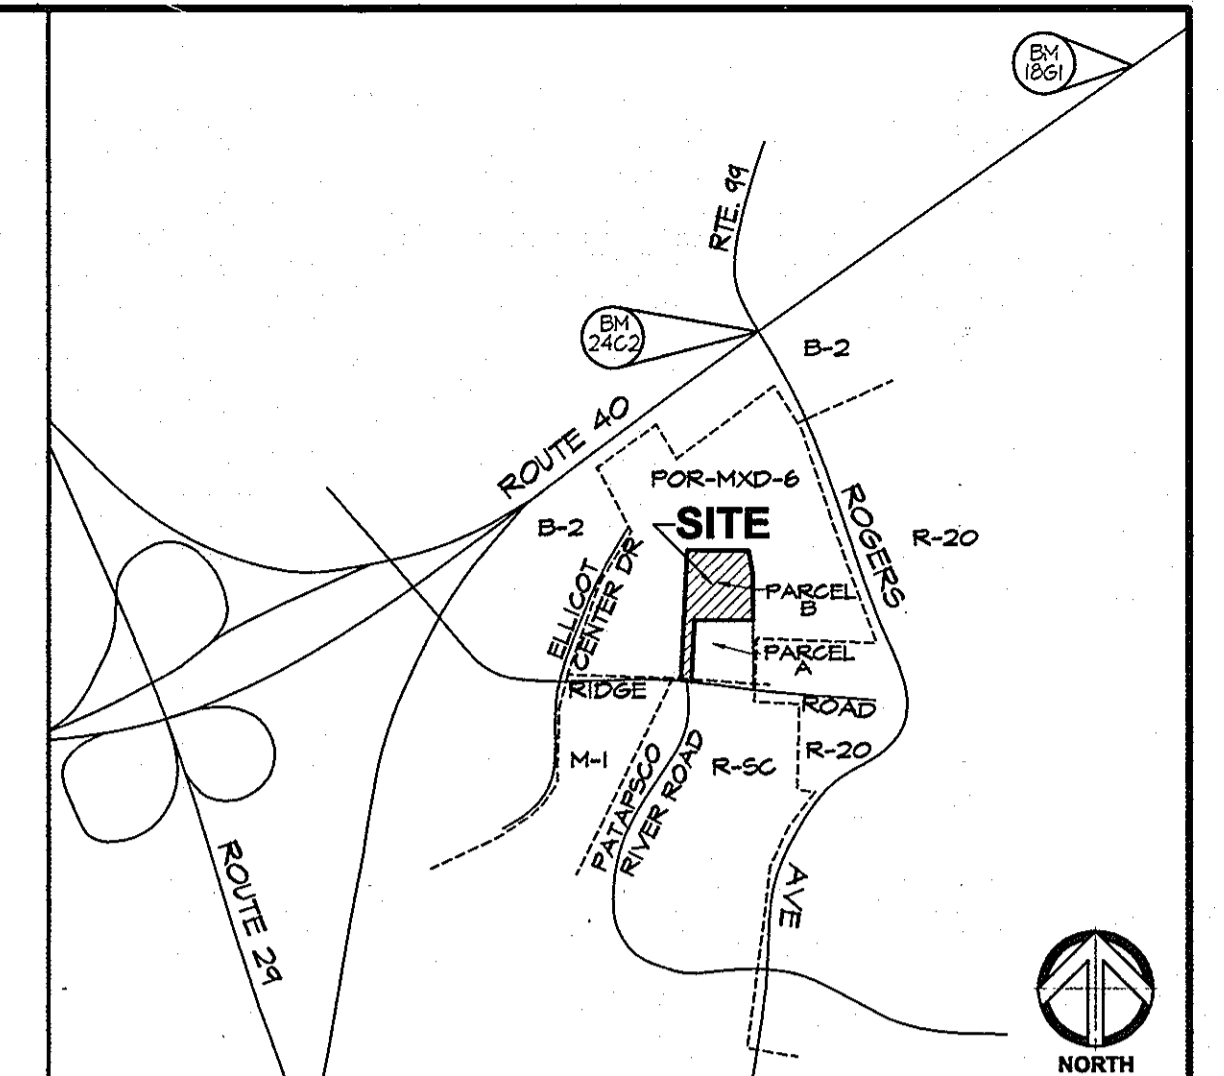 BM
18G1
RTE. 99
BM
24C2
B-2
ROUTE 40
POR-MXD-6
B-2
SITE
ROGERS
R-20
ELLICOT
CENTER DR
PARCEL
B
PARCEL
A
RIDGE
ROAD
M-1
PATAPSCO
RIVER ROAD
R-SC
R-20
ROUTE 29
AVE
NORTH